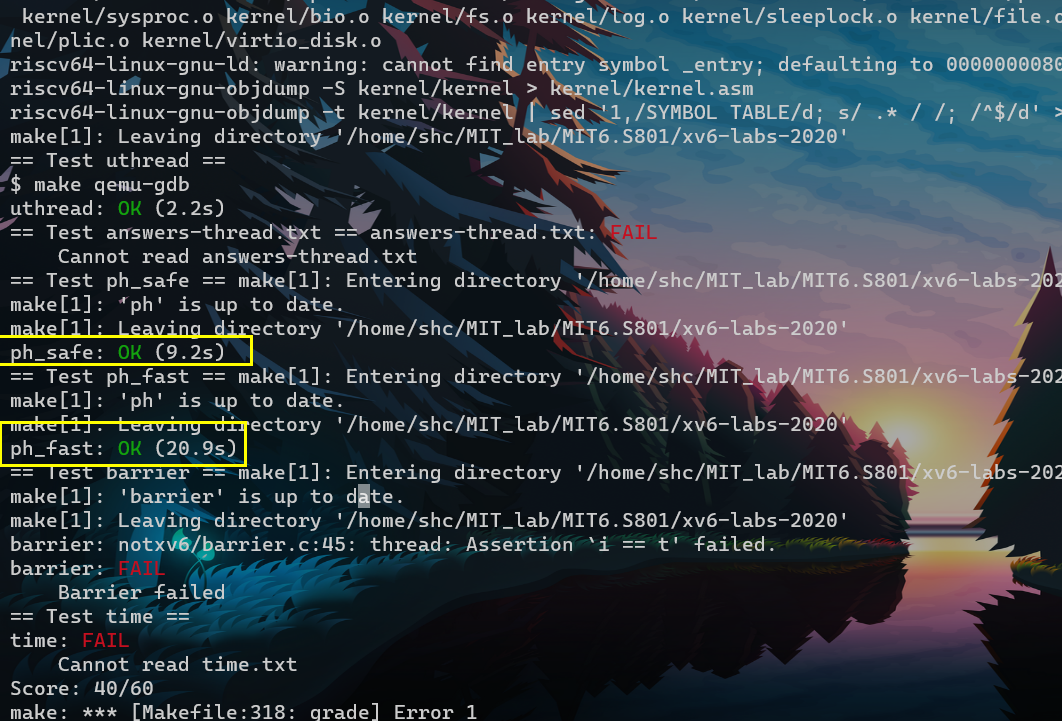 kernel/sysproc.o kernel/bio.o kernel/fs.o kernel/log.o kernel/sleeplock.o kernel/file.o
nel/plic.o kernel/virtio_disk.o
riscv64-linux-gnu-ld: warning: cannot find entry symbol _entry; defaulting to 0000000080
riscv64-linux-gnu-objdump -S kernel/kernel > kernel/kernel.asm
riscv64-linux-gnu-objdump -t kernel/kernel | sed '1,/SYMBOL TABLE/d; s/ .* / /; /^$/d' >
make[1]: Leaving directory '/home/shc/MIT_lab/MIT6.S801/xv6-labs-2020'
== Test uthread ==
$ make qemu-gdb
uthread: OK (2.2s)
== Test answers-thread.txt == answers-thread.txt: FAIL
Cannot read answers-thread.txt
== Test ph_safe == make[1]: Entering directory '/home/shc/MIT_lab/MIT6.S801/xv6-labs-202
make[1]: 'ph' is up to date.
make[1]: Leaving directory '/home/shc/MIT_lab/MIT6.S801/xv6-labs-2020'
ph_safe: OK (9.2s)
== Test ph_fast == make[1]: Entering directory '/home/shc/MIT_lab/MIT6.S801/xv6-labs-202
make[1]: 'ph' is up to date.
make[1]: Leaving directory '/home/shc/MIT_lab/MIT6.S801/xv6-labs-2020'
ph_fast: OK (20.9s)
== Test barrier == make[1]: Entering directory '/home/shc/MIT_lab/MIT6.S801/xv6-labs-202
make[1]: 'barrier' is up to date.
make[1]: Leaving directory '/home/shc/MIT_lab/MIT6.S801/xv6-labs-2020'
barrier: notxv6/barrier.c:45: thread: Assertion `i == t' failed.
barrier: FAIL
Barrier failed
== Test time ==
time: FAIL
Cannot read time.txt
Score: 40/60
make: *** [Makefile:318: grade] Error 1